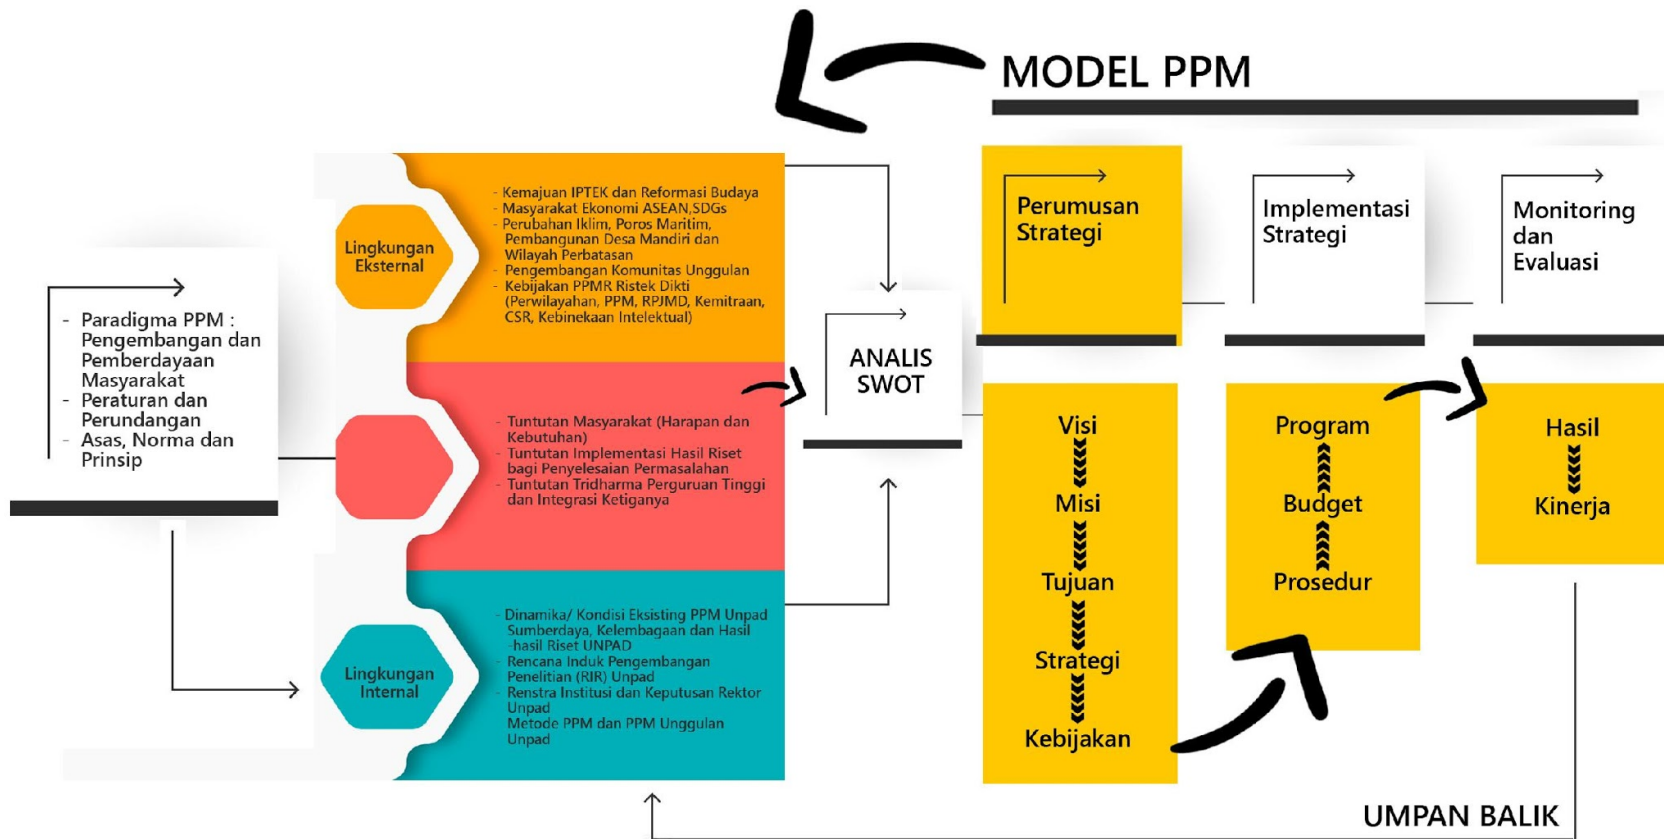 MODEL PPM
- Paradigma PPM :
Pengembangan dan
Pemberdayaan
Masyarakat
- Peraturan dan
Perundangan
- Asas, Norma dan
Prinsip
Lingkungan
Eksternal
- Kemajuan IPTEK dan Reformasi Budaya
- Masyarakat Ekonomi ASEAN,SDGs
- Perubahan Iklim, Poros Maritim,
Pembangunan Desa Mandiri dan
Wilayah Perbatasan
- Pengembangan Komunitas Unggulan
- Kebijakan PPMR Ristek Dikti
(Perwilayahan, PPM, RPJMD, Kemitraan,
CSR, Kebinekaan Intelektual)
- Tuntutan Masyarakat (Harapan dan
Kebutuhan)
- Tuntutan Implementasi Hasil Riset
bagi Penyelesaian Permasalahan
- Tuntutan Tridharma Perguruan Tinggi
dan Integrasi Ketiganya
Lingkungan
Internal
- Dinamika/ Kondisi Eksisting PPM Unpad
Sumberdaya, Kelembagaan dan Hasil
-hasil Riset UNPAD
- Rencana Induk Pengembangan
Penelitian (RIR) Unpad
- Renstra Institusi dan Keputusan Rektor
Unpad
Metode PPM dan PPM Unggulan
Unpad
ANALIS
SWOT
Perumusan
Strategi
Visi
Misi
Tujuan
Strategi
Kebijakan
Implementasi
Strategi
Program
Budget
Prosedur
Monitoring
dan
Evaluasi
Hasil
Kinerja
UMPAN BALIK